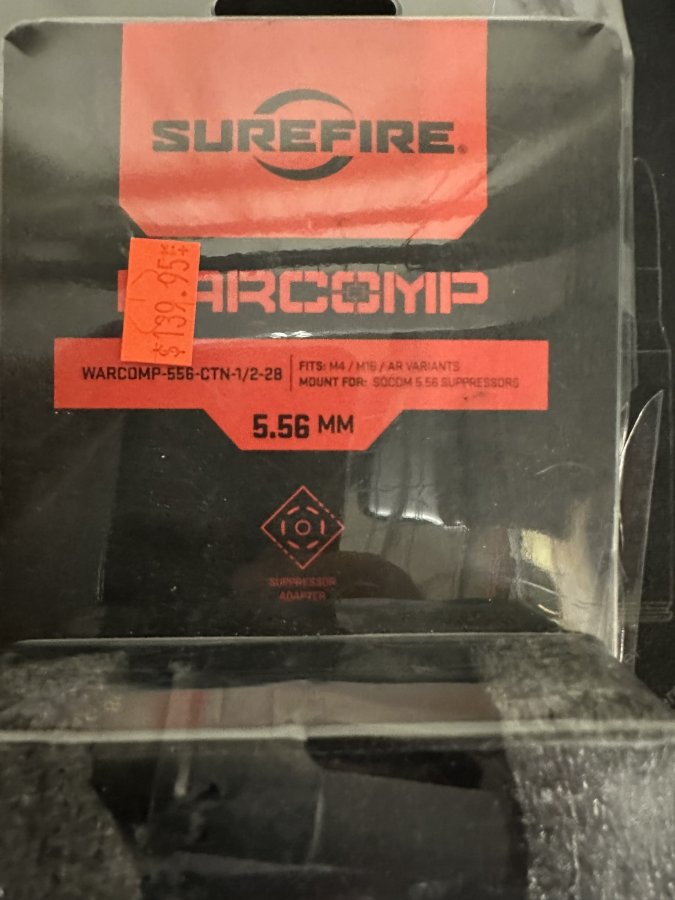 SUREFIRE®
WARCOMP
$139.95
WARCOMP-556-CTN-1/2-28
FITS: M4 / M16 / AR VARIANTS
MOUNT FOR: SOCOM 5.56 SUPPRESSORS
5.56 MM
SUPPRESSOR
ADAPTER